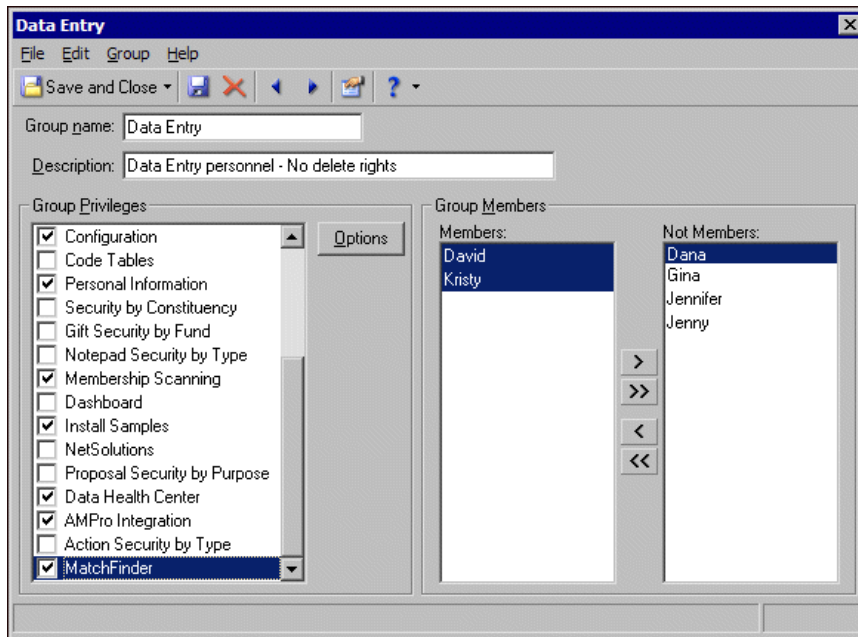 Data Entry
File Edit Group Help
Save and Close ?
Group name: Data Entry
Description: Data Entry personnel - No delete rights
Group Privileges
Configuration
Code Tables
Personal Information
Security by Constituency
Gift Security by Fund
Notepad Security by Type
Membership Scanning
Dashboard
Install Samples
NetSolutions
Proposal Security by Purpose
Data Health Center
AMPro Integration
Action Security by Type
MatchFinder
Options
Group Members
Members:
David
Kristy
>
>>
<
<<
Not Members:
Dana
Gina
Jennifer
Jenny